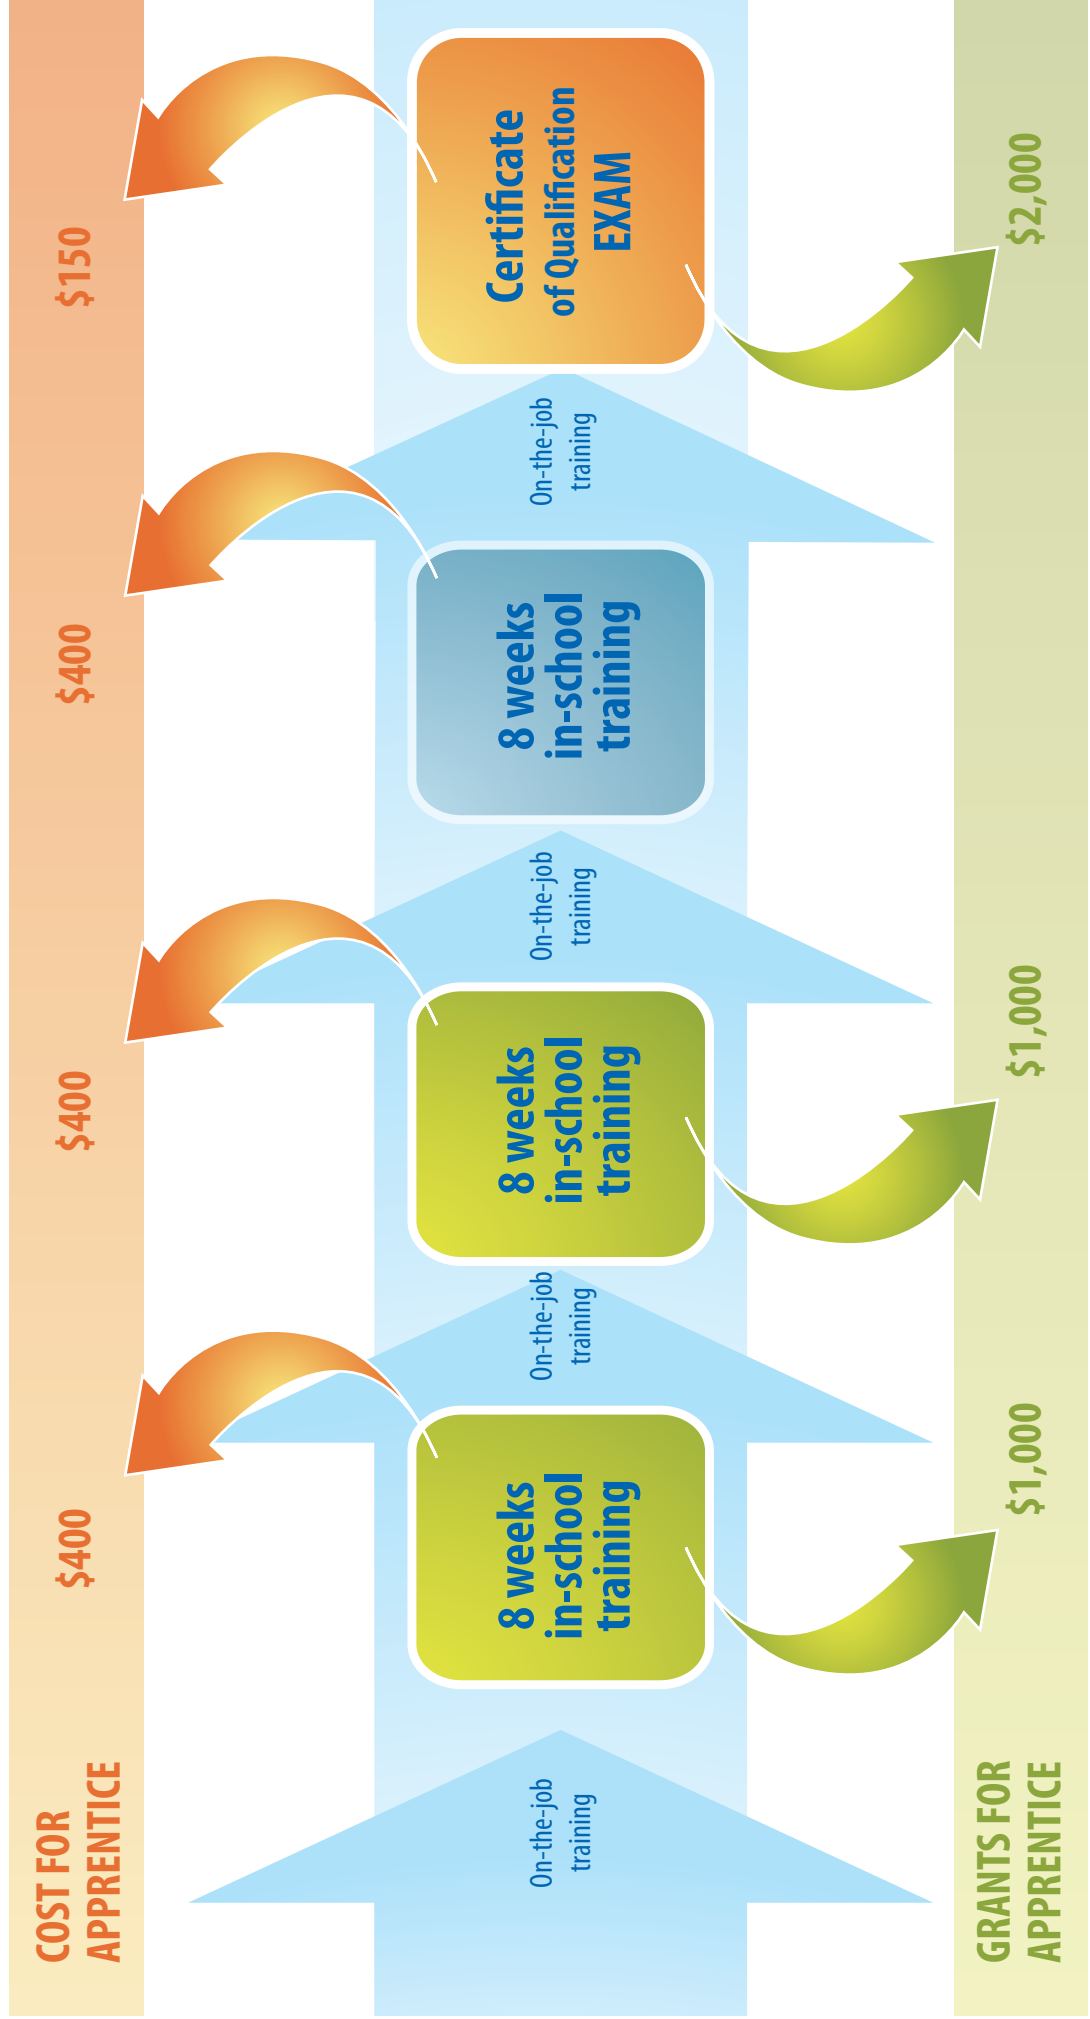 COST FOR
APPRENTICE
$400
$400
$400
$150
On-the-job
training
8 weeks
in-school
training
On-the-job
training
8 weeks
in-school
training
On-the-job
training
8 weeks
in-school
training
On-the-job
training
Certificate
of Qualification
EXAM
GRANTS FOR
APPRENTICE
$1,000
$1,000
$2,000